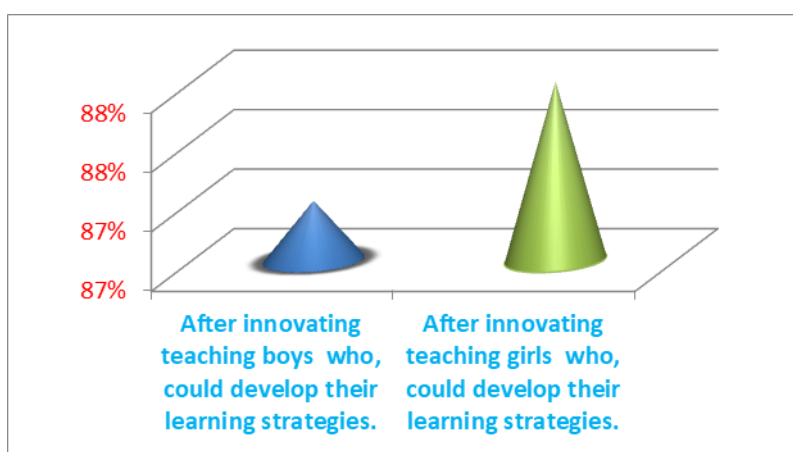 88%
88%
87%
87%
After innovating
teaching boys who,
could develop their
learning strategies.
After innovating
teaching girls who,
could develop their
learning strategies.